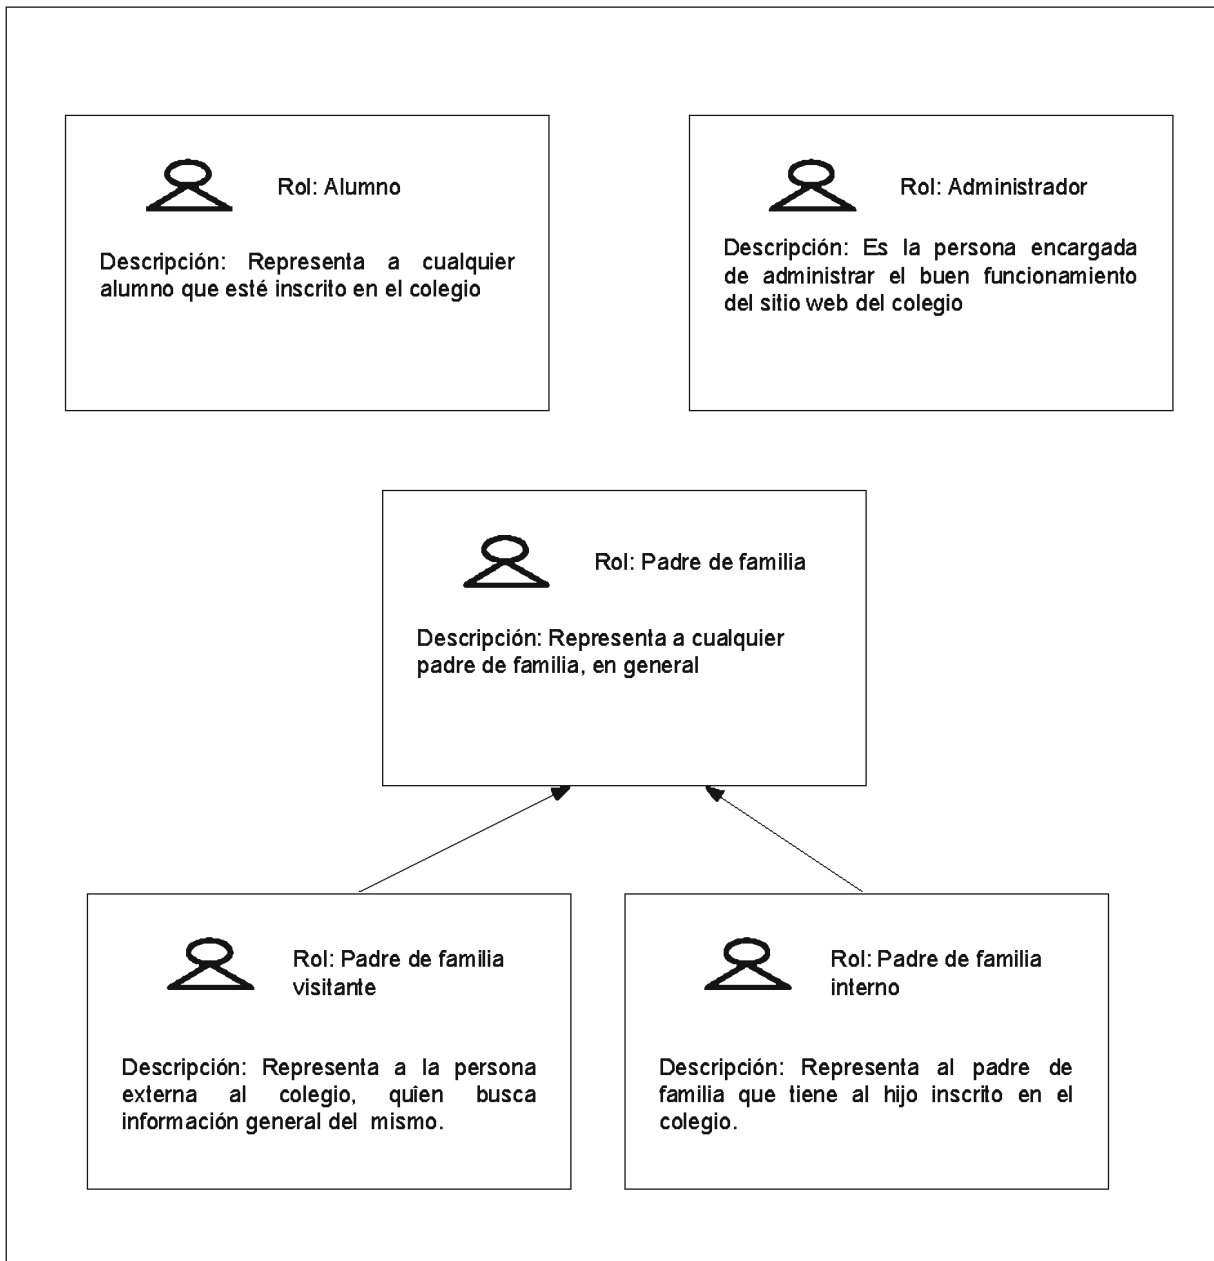 Rol: Alumno
Descripción: Representa a cualquier
alumno que esté inscrito en el colegio
Rol: Administrador
Descripción: Es la persona encargada
de administrar el buen funcionamiento
del sitio web del colegio
Rol: Padre de familia
Descripción: Representa a cualquier
padre de familia, en general
Rol: Padre de familia
visitante
Descripción: Representa a la persona
externa al colegio, quien busca
información general del mismo.
Rol: Padre de familia
interno
Descripción: Representa al padre de
familia que tiene al hijo inscrito en el
colegio.